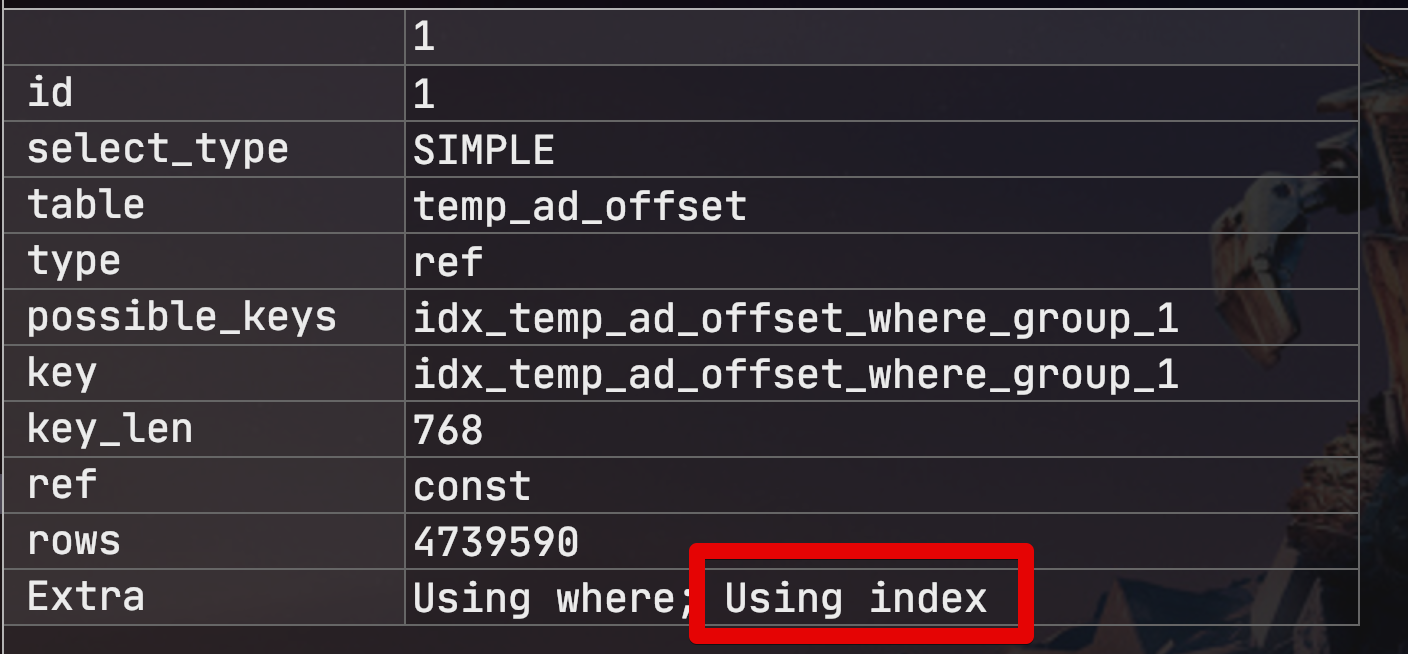 1
id 1
select_type SIMPLE
table temp_ad_offset
type ref
possible_keys idx_temp_ad_offset_where_group_1
key idx_temp_ad_offset_where_group_1
key_len 768
ref const
rows 4739590
Extra Using where; Using index